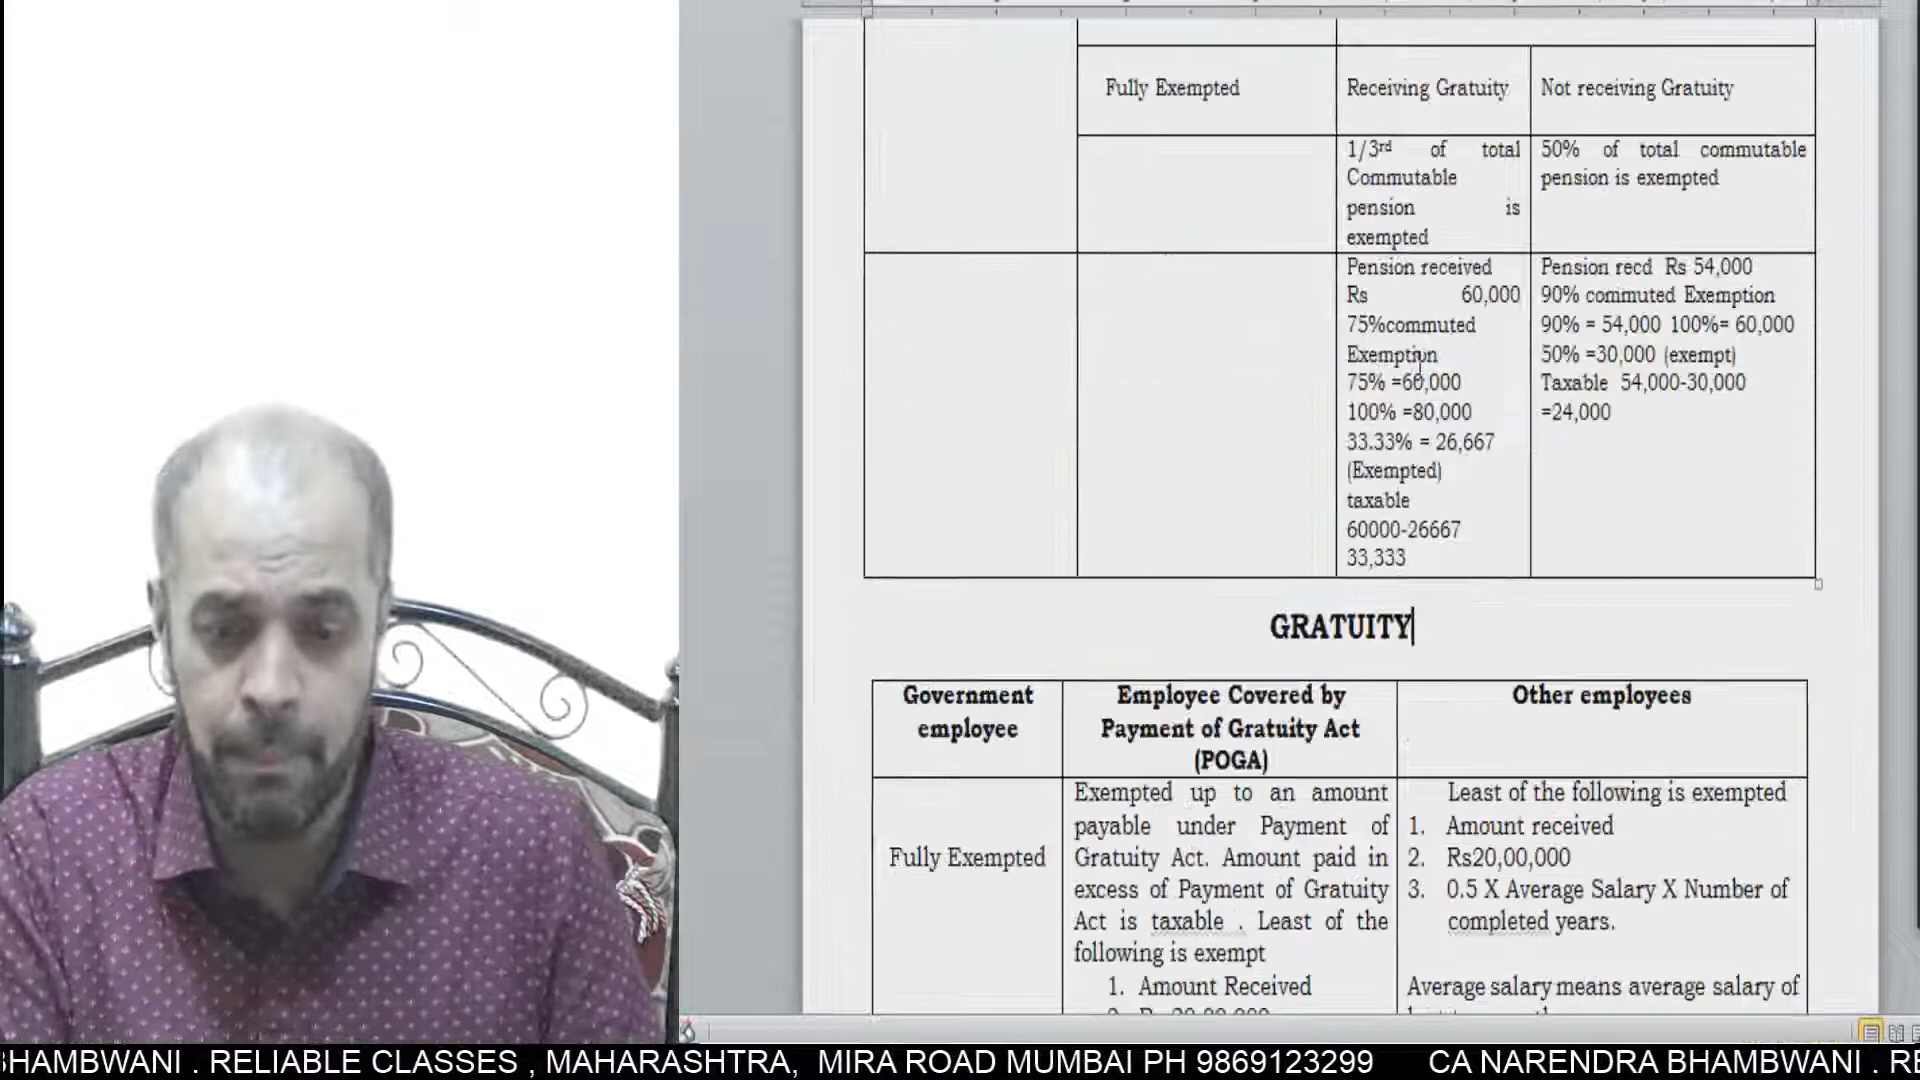 Fully Exempted
Receiving Gratuity
Not receiving Gratuity
1/3rd of total
Commutable
pension is
exempted
50% of total commutable
pension is exempted
Pension received
Rs 60,000
75%commuted
Exemption
75% =60,000
100% =80,000
33.33% = 26,667
(Exempted)
taxable
60000-26667
33,333
Pension recd Rs 54,000
90% commuted Exemption
90% = 54,000 100%= 60,000
50% =30,000 (exempt)
Taxable 54,000-30,000
=24,000
GRATUITY
Government
employee
Employee Covered by
Payment of Gratuity Act
(POGA)
Other employees
Fully Exempted
Exempted up to an amount
payable under Payment of
Gratuity Act. Amount paid in
excess of Payment of Gratuity
Act is taxable . Least of the
following is exempt
1. Amount Received
Least of the following is exempted
1. Amount received
2. Rs20,00,000
3. 0.5 X Average Salary X Number of
completed years.
Average salary means average salary of
BHAMBWANI . RELIABLE CLASSES , MAHARASHTRA, MIRA ROAD MUMBAI PH 9869123299 CA NARENDRA BHAMBWANI . RE